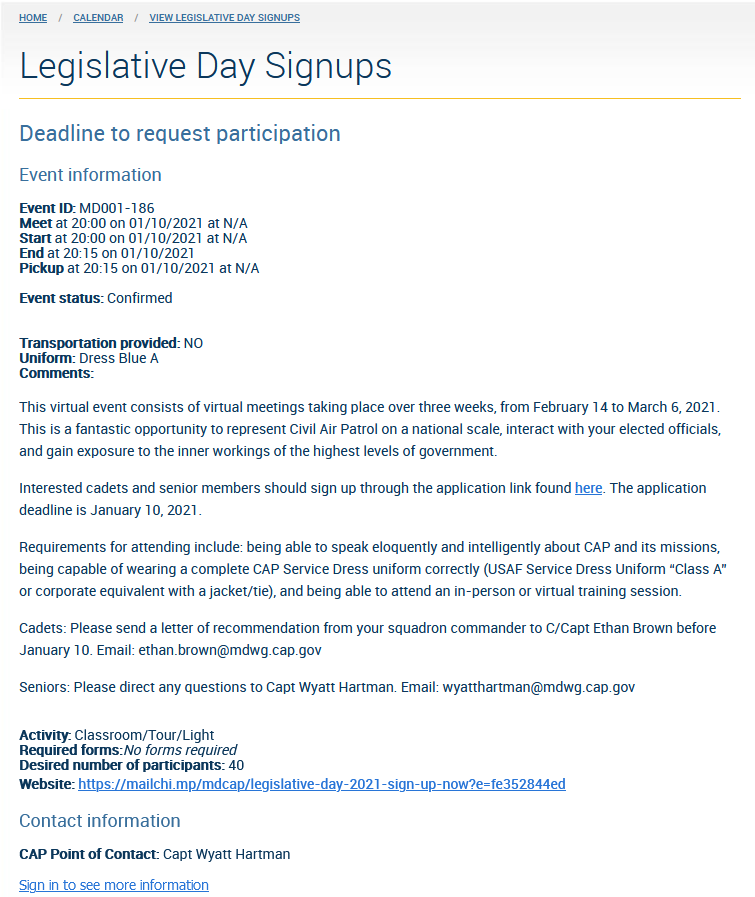 HOME / CALENDAR / VIEW LEGISLATIVE DAY SIGNUPS
Legislative Day Signups
Deadline to request participation
Event information
Event ID: MD001-186
Meet at 20:00 on 01/10/2021 at N/A
Start at 20:00 on 01/10/2021 at N/A
End at 20:15 on 01/10/2021
Pickup at 20:15 on 01/10/2021 at N/A
Event status: Confirmed
Transportation provided: NO
Uniform: Dress Blue A
Comments:
This virtual event consists of virtual meetings taking place over three weeks, from February 14 to March 6, 2021.
This is a fantastic opportunity to represent Civil Air Patrol on a national scale, interact with your elected officials,
and gain exposure to the inner workings of the highest levels of government.
Interested cadets and senior members should sign up through the application link found here. The application
deadline is January 10, 2021.
Requirements for attending include: being able to speak eloquently and intelligently about CAP and its missions,
being capable of wearing a complete CAP Service Dress uniform correctly (USAF Service Dress Uniform “Class A”
or corporate equivalent with a jacket/tie), and being able to attend an in-person or virtual training session.
Cadets: Please send a letter of recommendation from your squadron commander to C/Capt Ethan Brown before
January 10. Email: ethan.brown@mdwg.cap.gov
Seniors: Please direct any questions to Capt Wyatt Hartman. Email: wyatthartman@mdwg.cap.gov
Activity: Classroom/Tour/Light
Required forms:No forms required
Desired number of participants: 40
Website: https://mailchi.mp/mdcap/legislative-day-2021-sign-up-now?e=fe352844ed
Contact information
CAP Point of Contact: Capt Wyatt Hartman
Sign in to see more information